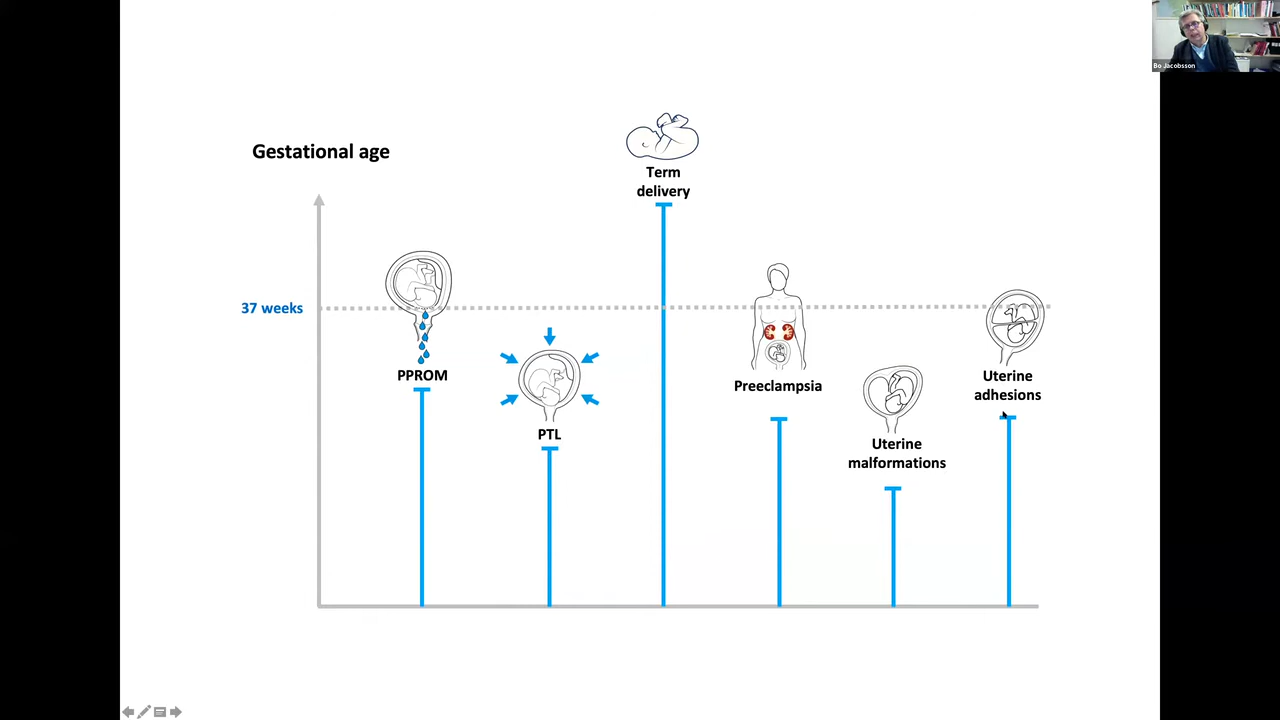 Bo Jacobsson
Gestational age
Term
delivery
37 weeks
PPROM
PTL
Preeclampsia
Uterine
malformations
Uterine
adhesions